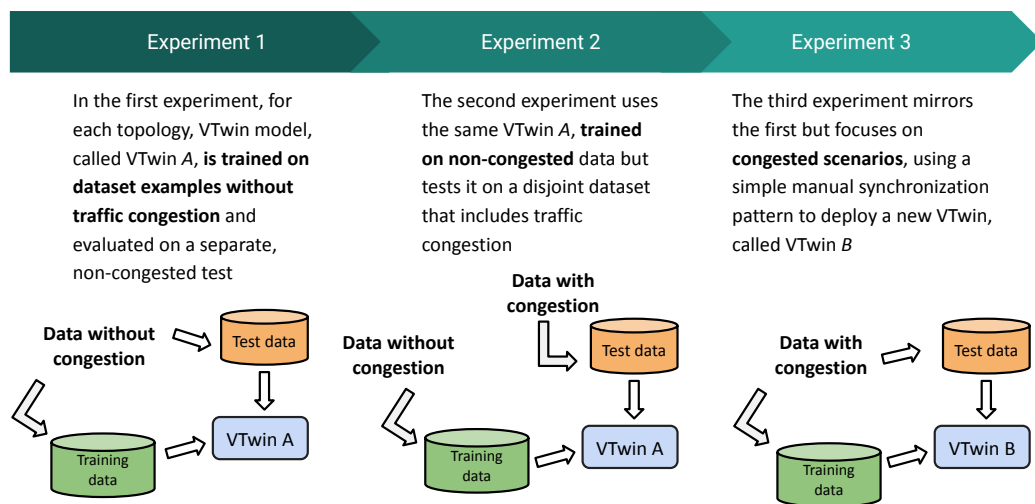 Experiment 1
Experiment 2
Experiment 3
In the first experiment, for
each topology, VTwin model,
called VTwin A, is trained on
dataset examples without
traffic congestion and
evaluated on a separate,
non-congested test
The second experiment uses
the same VTwin A, trained
on non-congested data but
tests it on a disjoint dataset
that includes traffic
congestion
The third experiment mirrors
the first but focuses on
congested scenarios, using a
simple manual synchronization
pattern to deploy a new VTwin,
called VTwin B
Data without
congestion
Test data
VTwin A
Training
data
Data with
congestion
Data without
congestion
Test data
VTwin A
Training
data
Data with
congestion
Test data
VTwin B
Training
data